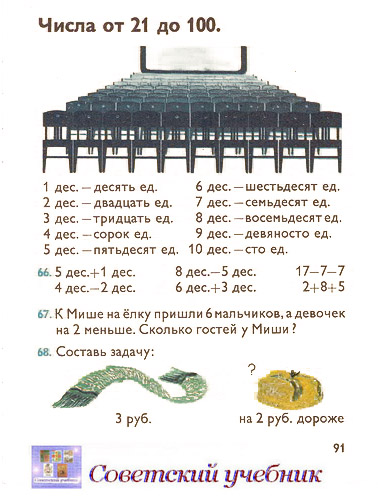 Числа от 21 до 100.
1 дес.—десять ед. 6 дес.—шестьдесят ед.
2 дес.—двадцать ед. 7 дес.—семьдесят ед.
3 дес.—тридцать ед. 8 дес.—восемьдесят ед.
4 дес.—сорок ед. 9 дес.—девяносто ед.
5 дес.—пятьдесят ед. 10 дес.—сто ед.
66. 5 дес.+1 дес. 8 дес.—5 дес. 17—7—7
4 дес.—2 дес. 6 дес.+3 дес. 2+8+5
67. К Мише на ёлку пришли 6 мальчиков, а девочек
на 2 меньше. Сколько гостей у Миши?
68. Составь задачу:
?
3 руб. на 2 руб. дороже
91
Советский учебник